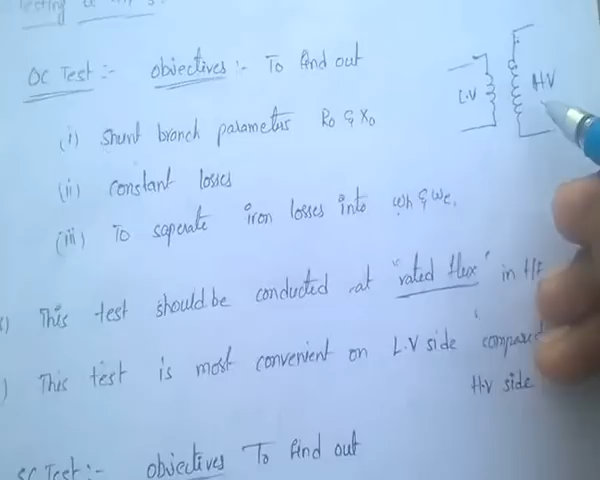 Testing
OC Test :- objectives :- To find out
L.V
H.V
(i) Shunt branch parameters R0 & X0
(ii) constant losses
(iii) To saperate iron losses into wh & we.
This test should be conducted at "rated flux" in t/f
This test is most convenient on L.V side compared
H.V side
SC Test :- objectives To find out